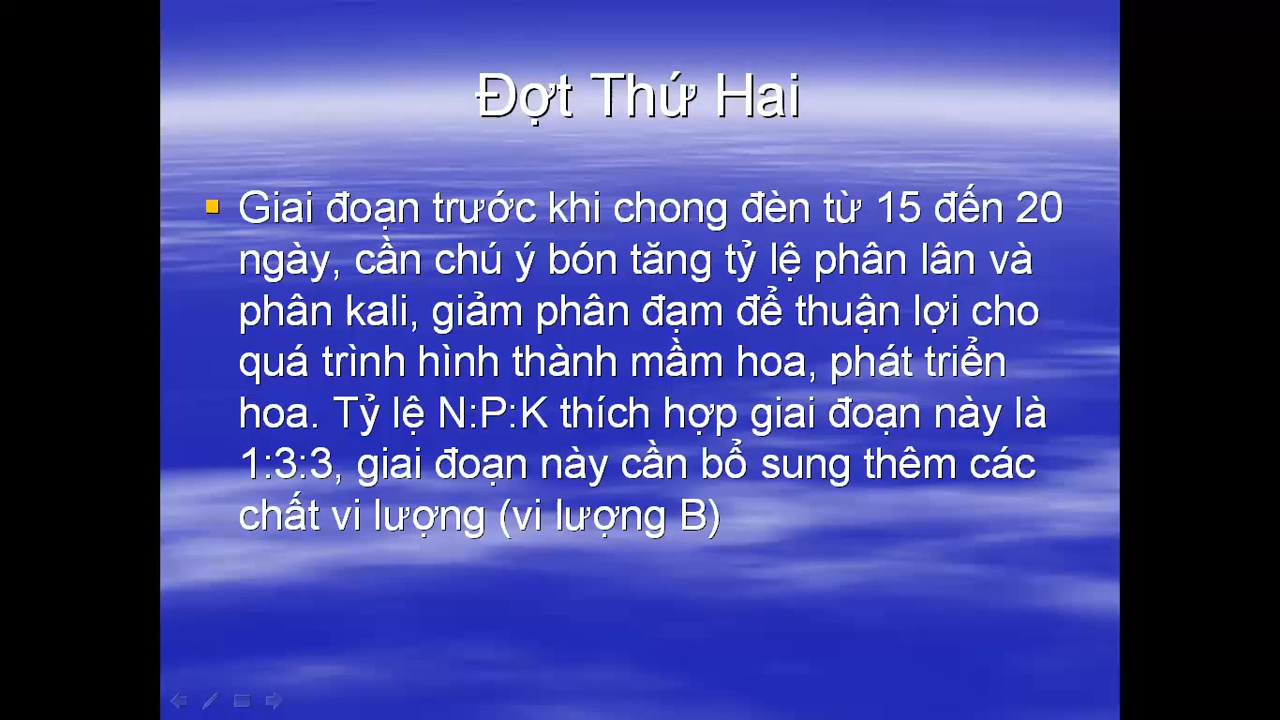 Đợt Thứ Hai
Giai đoạn trước khi chong đèn từ 15 đến 20
ngày, cần chú ý bón tăng tỷ lệ phân lân và
phân kali, giảm phân đạm để thuận lợi cho
quá trình hình thành mầm hoa, phát triển
hoa. Tỷ lệ N:P:K thích hợp giai đoạn này là
1:3:3, giai đoạn này cần bổ sung thêm các
chất vi lượng (vi lượng B)